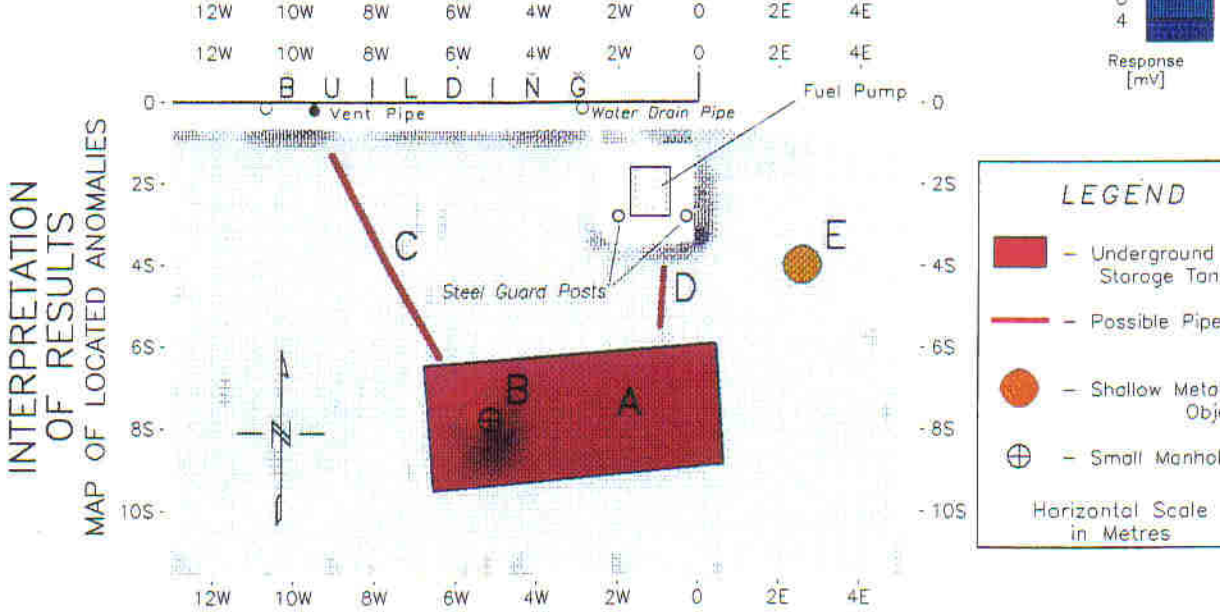 12W 10W 8W 6W 4W 2W 0 2E 4E
4
Response
[mV]
12W 10W 8W 6W 4W 2W 0 2E 4E
BUILDING
0 0
Vent Pipe
Water Drain Pipe
Fuel Pump
2S 2S
C
E
4S 4S
Steel Guard Posts
D
6S 6S
B
A
8S 8S
N
10S 10S
12W 10W 8W 6W 4W 2W 0 2E 4E
INTERPRETATION
OF RESULTS
MAP OF LOCATED ANOMALIES
LEGEND
– Underground
Storage Tan
– Possible Pipe
– Shallow Meta
Obj
– Small Manhol
Horizontal Scale
in Metres